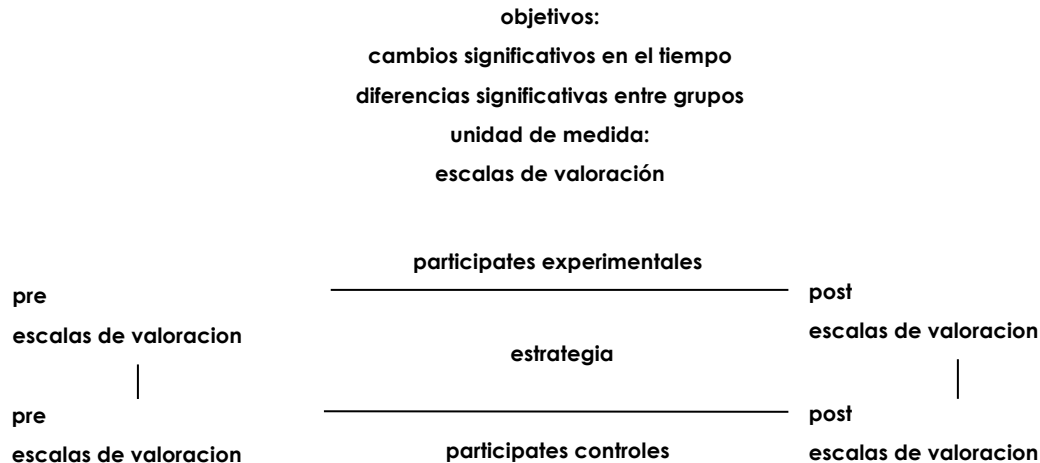 objetivos:
cambios significativos en el tiempo
diferencias significativas entre grupos
unidad de medida:
escalas de valoración
participates experimentales
pre
post
escalas de valoracion
escalas de valoracion
estrategia
pre
post
participates controles
escalas de valoracion
escalas de valoracion